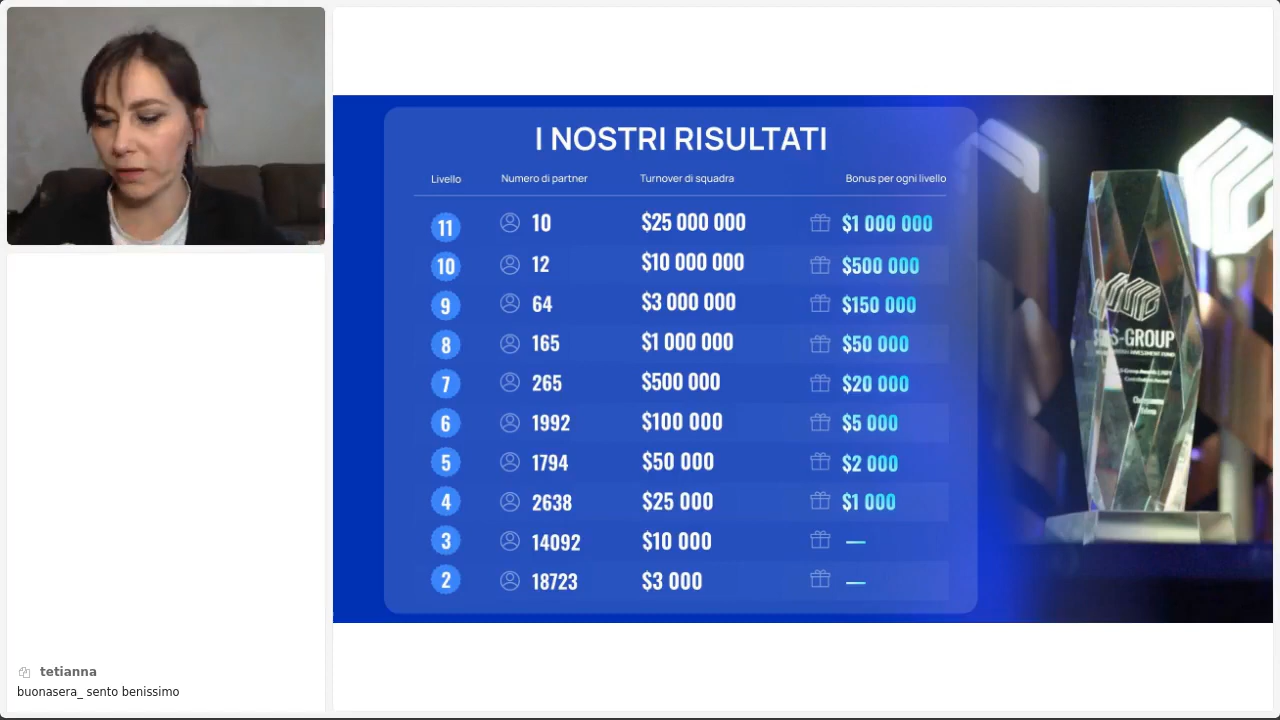 I NOSTRI RISULTATI
Livello Numero di partner Turnover di squadra Bonus per ogni livello
11 10 $25 000 000 $1 000 000
10 12 $10 000 000 $500 000
9 64 $3 000 000 $150 000
8 165 $1 000 000 $50 000
7 265 $500 000 $20 000
6 1992 $100 000 $5 000
5 1794 $50 000 $2 000
4 2638 $25 000 $1 000
3 14092 $10 000 —
2 18723 $3 000 —
-GROUP
tetianna
buonasera_ sento benissimo